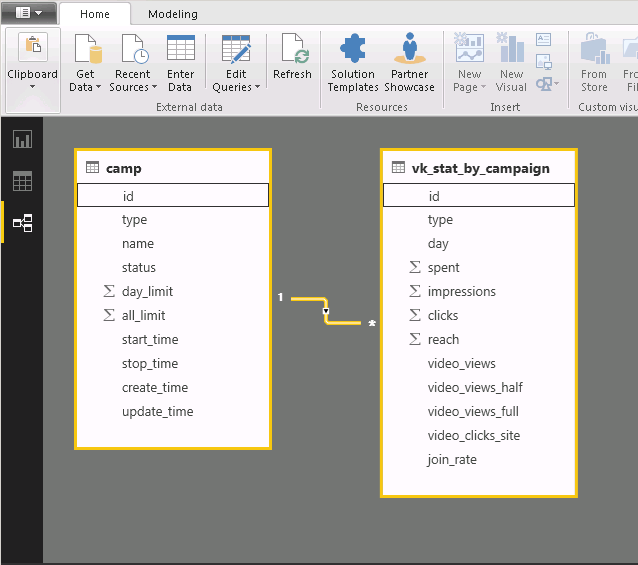 Home Modeling
Clipboard
Get Data
Recent Sources
Enter Data
Edit Queries
Refresh
Solution Templates
Partner Showcase
New Page
New Visual
From Store
Fro
Fil
External data
Resources
Insert
Custom visu
camp
id
type
name
status
∑ day_limit
∑ all_limit
start_time
stop_time
create_time
update_time
1
*
vk_stat_by_campaign
id
type
day
∑ spent
∑ impressions
∑ clicks
∑ reach
video_views
video_views_half
video_views_full
video_clicks_site
join_rate